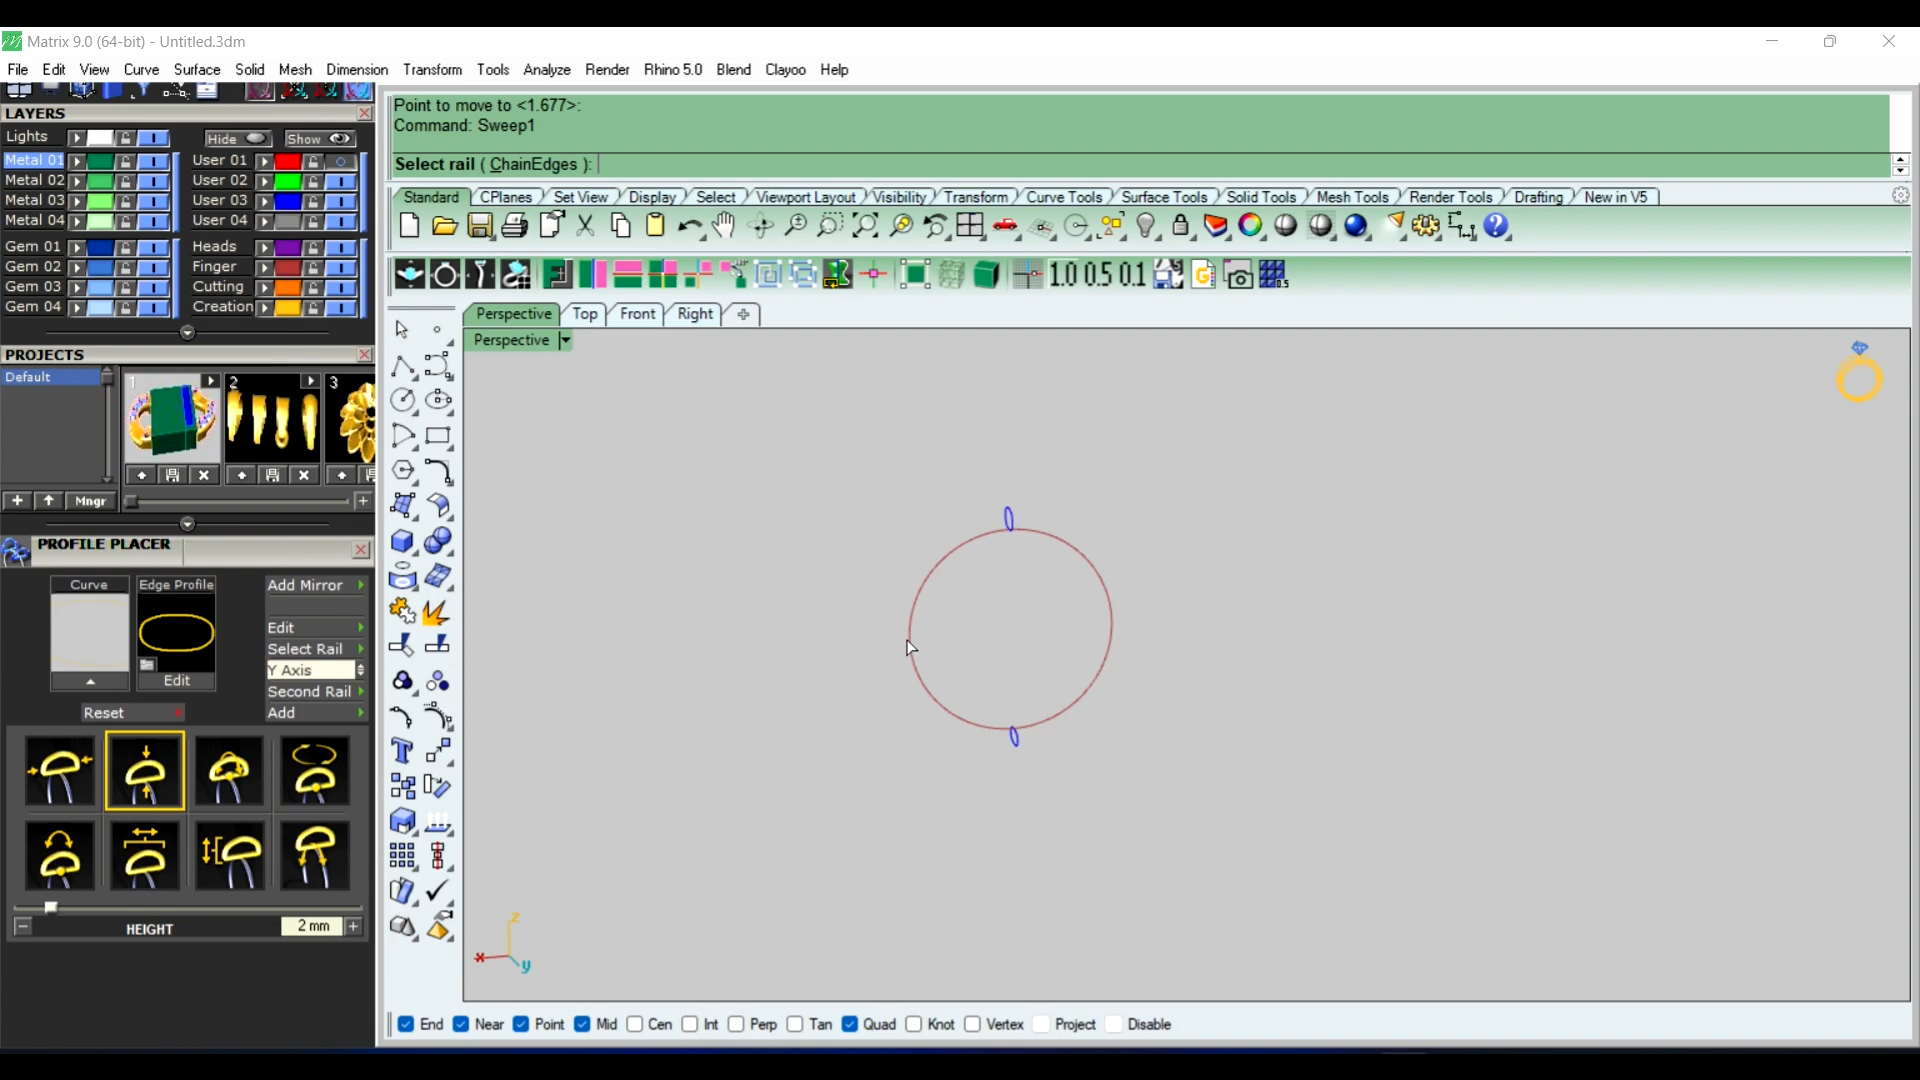 Matrix 9.0 (64-bit) - Untitled.3dm
File Edit View Curve Surface Solid Mesh Dimension Transform Tools Analyze Render Rhino 5.0 Blend Clayoo Help
LAYERS
Lights Hide Show
Metal 01 User 01
Metal 02 User 02
Metal 03 User 03
Metal 04 User 04
Gem 01 Heads
Gem 02 Finger
Gem 03 Cutting
Gem 04 Creation
PROJECTS
Default
1 2 3
Mngr
PROFILE PLACER
Curve Edge Profile Add Mirror
Edit
Select Rail
Y Axis
Edit Second Rail
Reset Add
HEIGHT 2 mm
Point to move to <1.677>:
Command: Sweep1
Select rail ( ChainEdges ):
Standard CPlanes Set View Display Select Viewport Layout Visibility Transform Curve Tools Surface Tools Solid Tools Mesh Tools Render Tools Drafting New in V5
1.0 0.5 0.1 G 0.5
Perspective Top Front Right
Perspective
z
x
y
End Near Point Mid Cen Int Perp Tan Quad Knot Vertex Project Disable